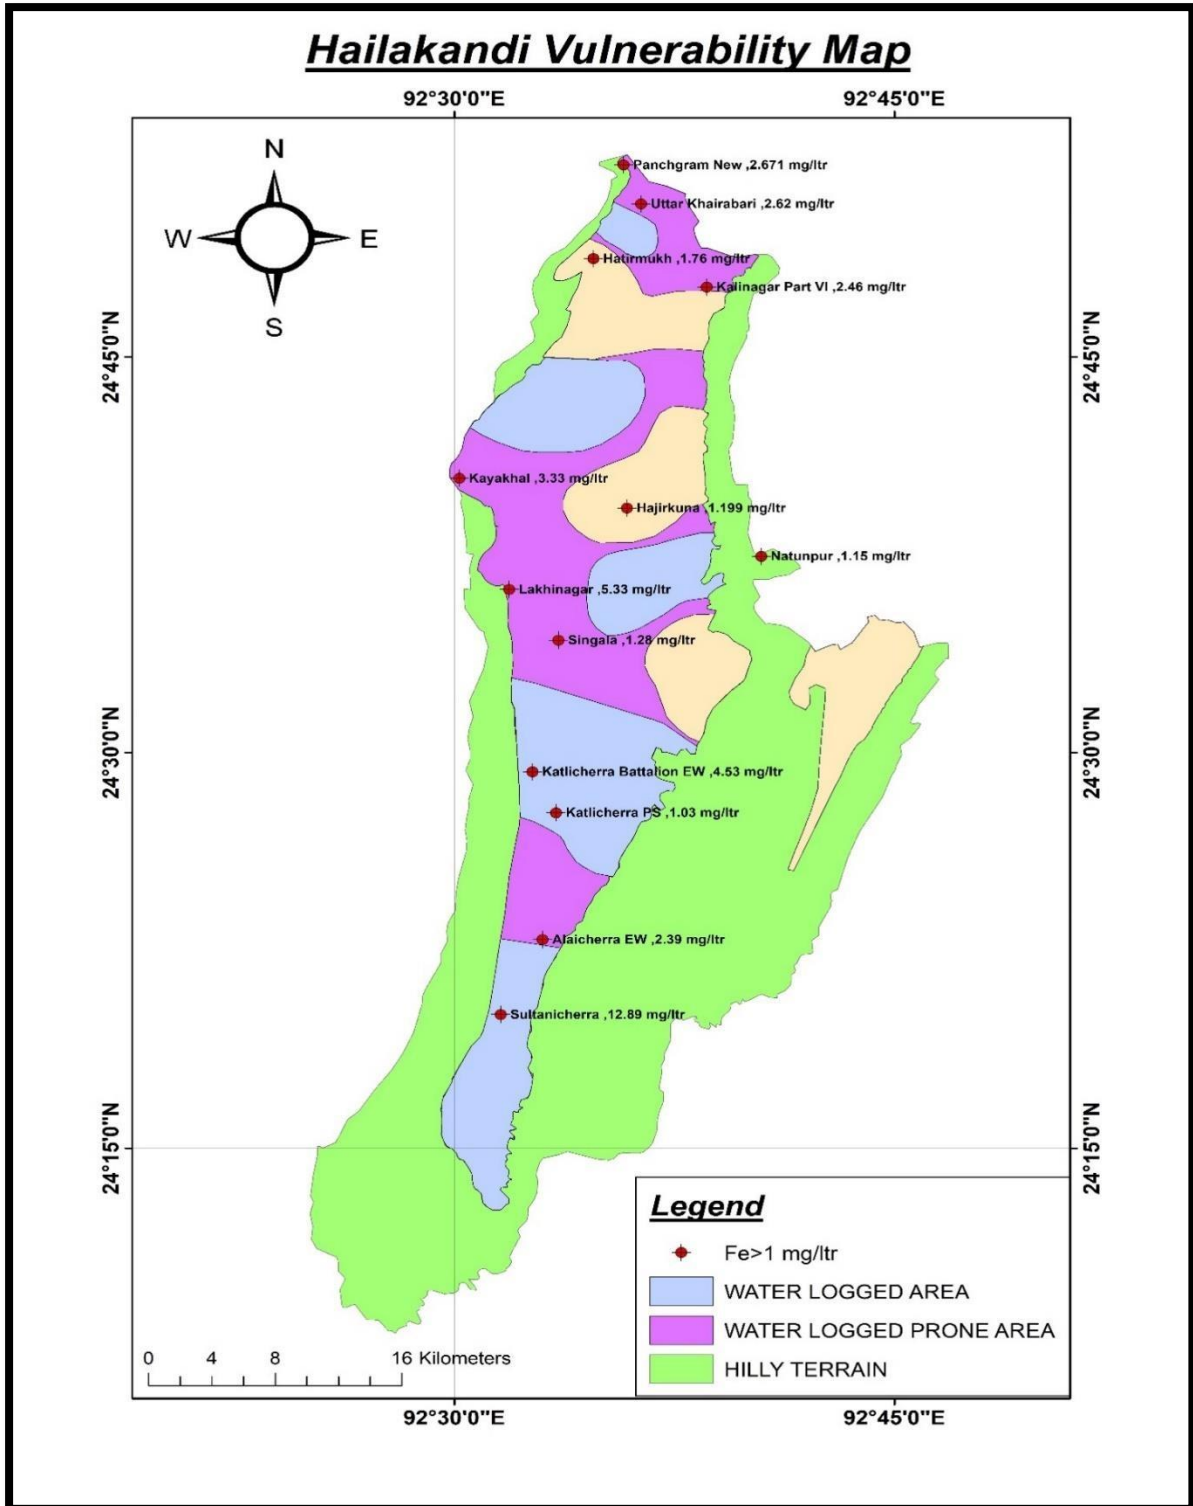 Hailakandi Vulnerability Map
92°30'0"E 92°45'0"E
N
W E
S
Panchgram New ,2.671 mg/ltr
Uttar Khairabari ,2.62 mg/ltr
Hatirmukh ,1.76 mg/ltr
Kalinagar Part VI ,2.46 mg/ltr
24°45'0"N 24°45'0"N
Kayakhal ,3.33 mg/ltr
Hajirkuna ,1.199 mg/ltr
Natunpur ,1.15 mg/ltr
Lakhinagar ,5.33 mg/ltr
Singala ,1.28 mg/ltr
24°30'0"N 24°30'0"N
Katlicherra Battalion EW ,4.53 mg/ltr
Katlicherra PS ,1.03 mg/ltr
Alaicherra EW ,2.39 mg/ltr
Sultanicherra ,12.89 mg/ltr
24°15'0"N 24°15'0"N
Legend
Fe>1 mg/ltr
WATER LOGGED AREA
WATER LOGGED PRONE AREA
HILLY TERRAIN
0 4 8 16 Kilometers
92°30'0"E 92°45'0"E